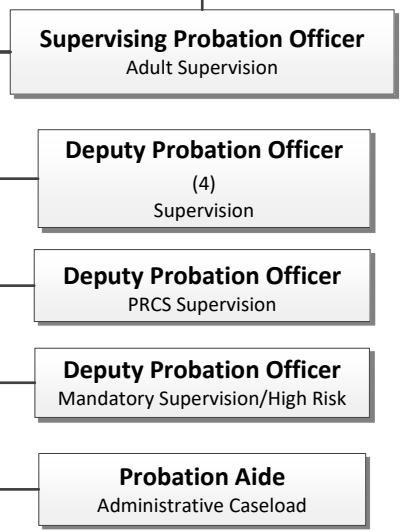 Supervising Probation Officer
Adult Supervision
Deputy Probation Officer
(4)
Supervision
Deputy Probation Officer
PRCS Supervision
Deputy Probation Officer
Mandatory Supervision/High Risk
Probation Aide
Administrative Caseload